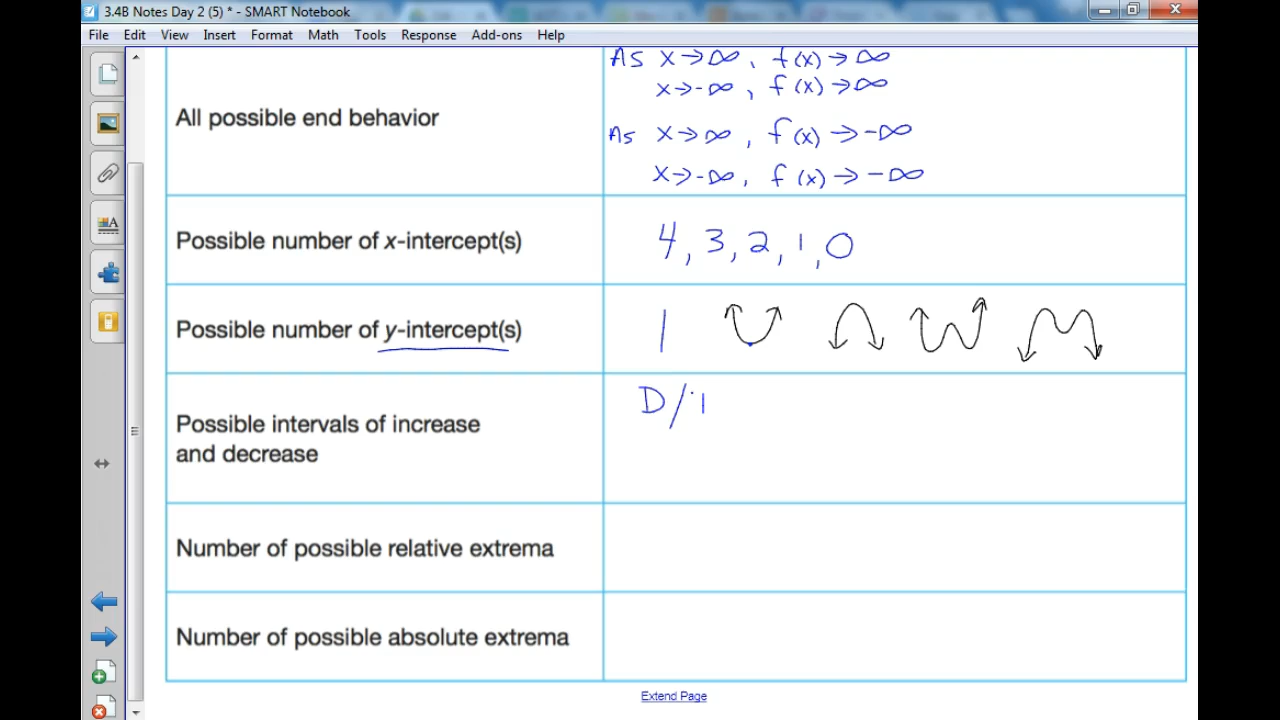 3.4B Notes Day 2 (5) * - SMART Notebook
File Edit View Insert Format Math Tools Response Add-ons Help
As x→∞, f(x)→∞
x→-∞, f(x)→∞
All possible end behavior
As x→∞, f(x)→-∞
x→-∞, f(x)→-∞
Possible number of x-intercept(s)
4, 3, 2, 1, 0
Possible number of y-intercept(s)
1
Possible intervals of increase
and decrease
D/I
Number of possible relative extrema
Number of possible absolute extrema
Extend Page